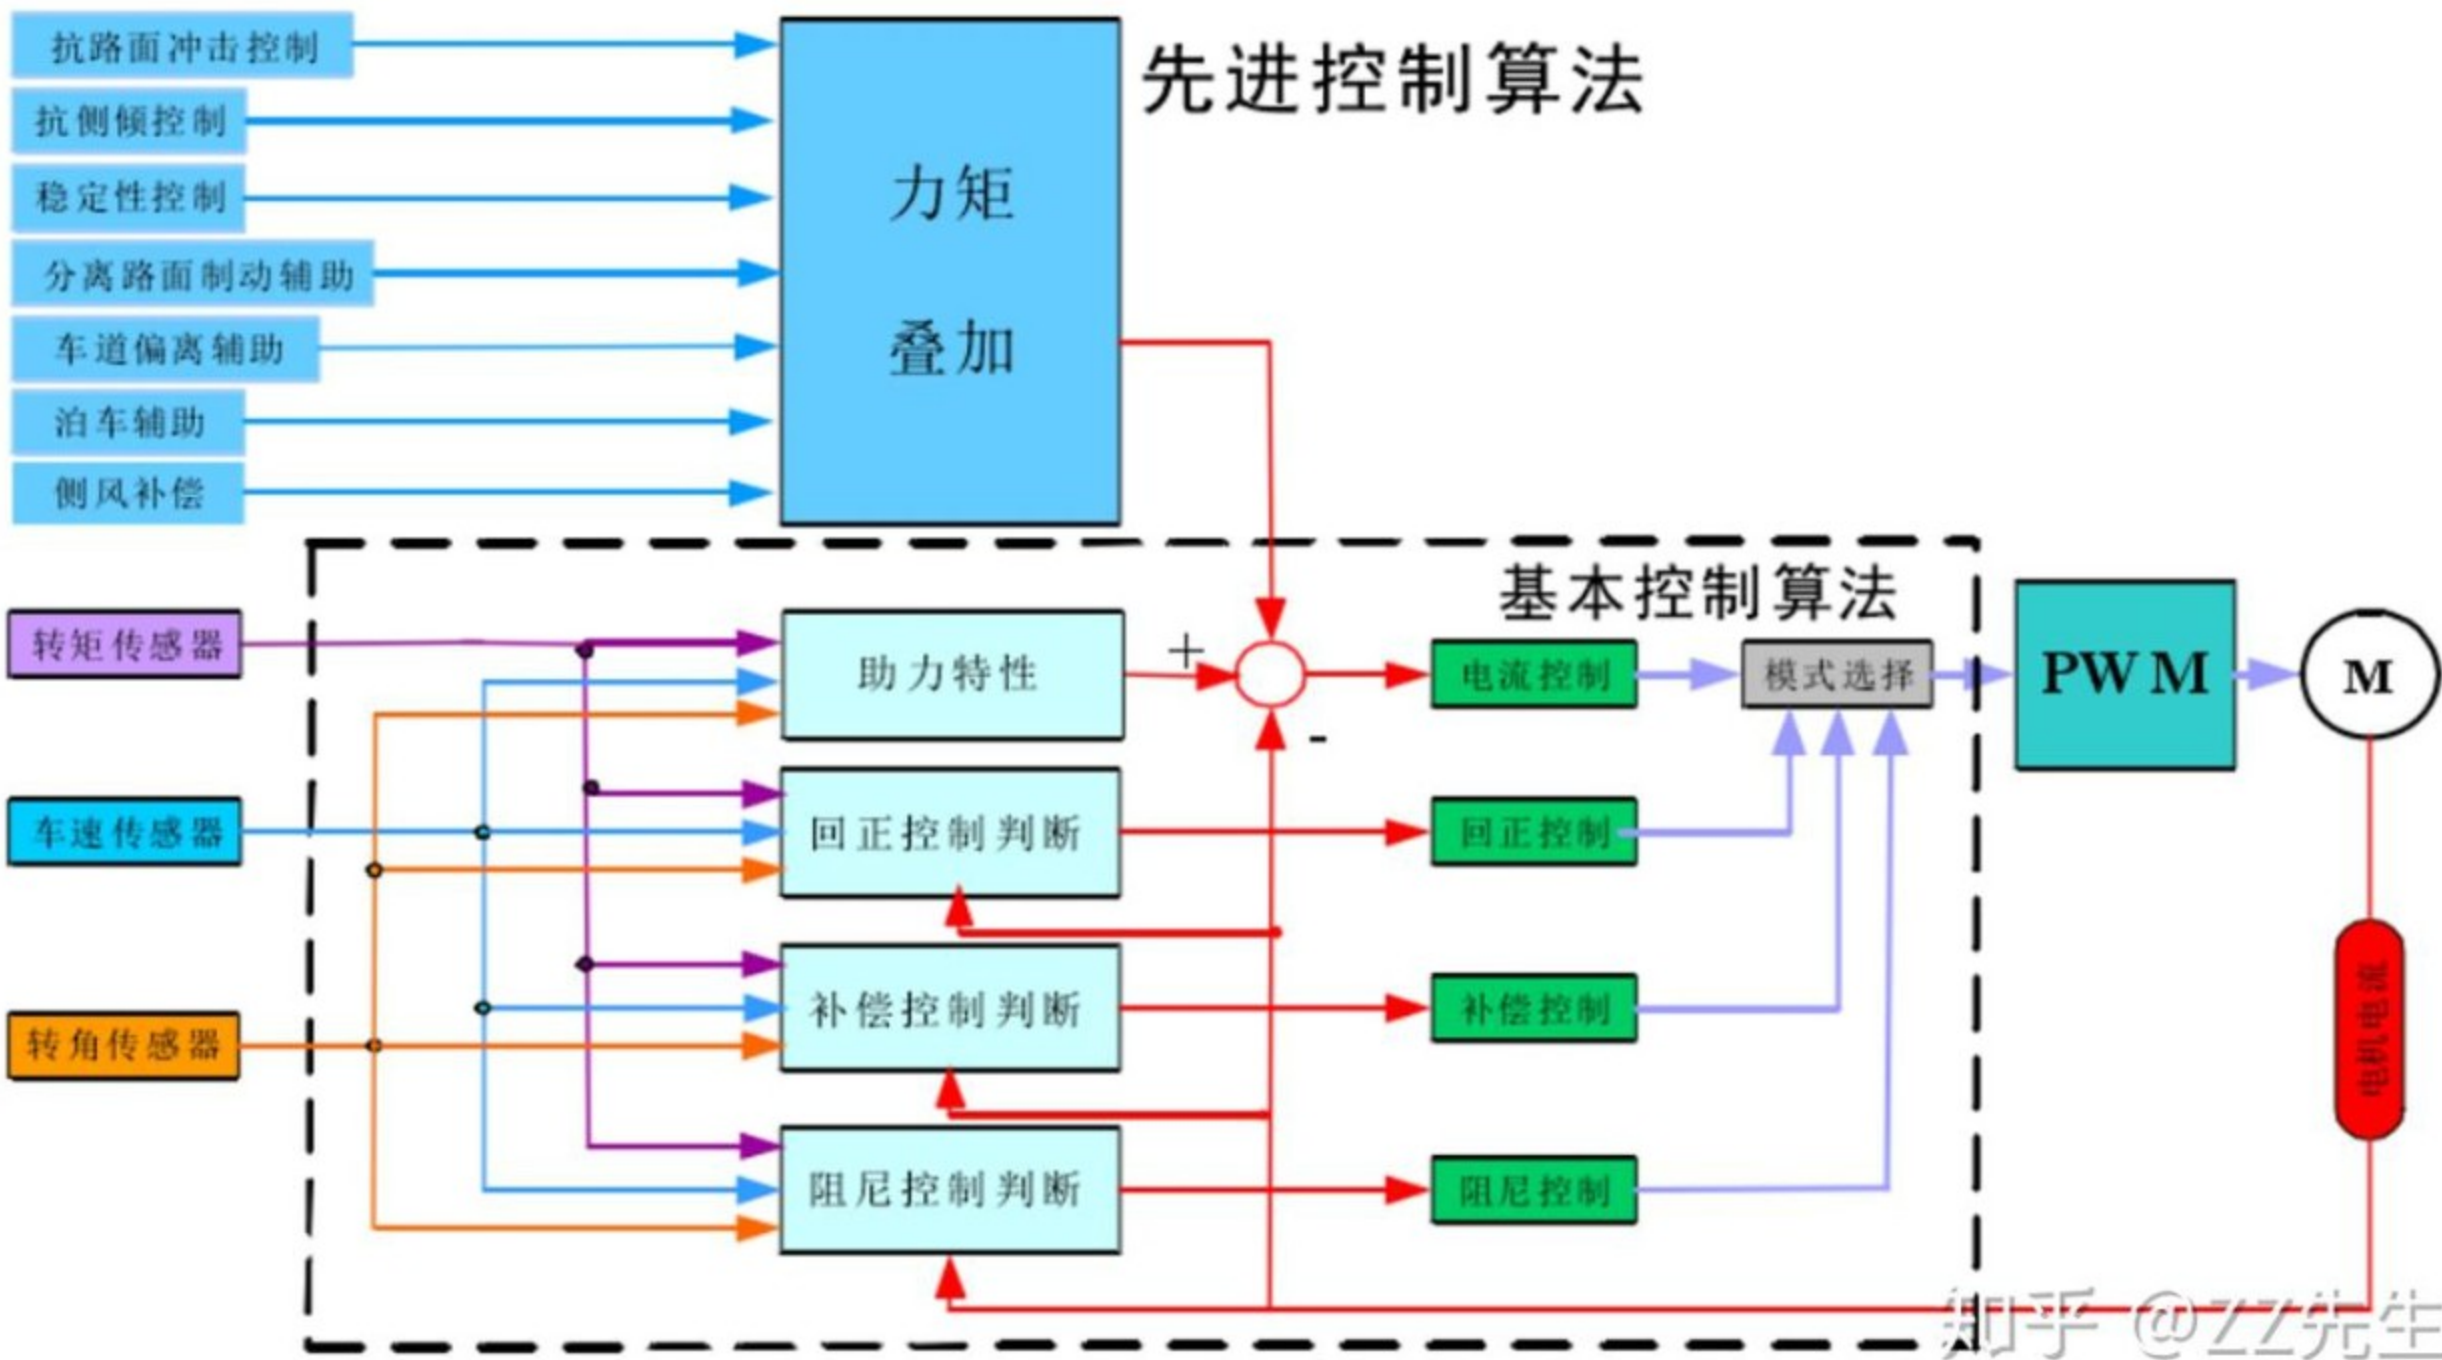 抗路面冲击控制
抗侧倾控制
稳定性控制
分离路面制动辅助
车道偏离辅助
泊车辅助
侧风补偿
力矩
叠加
先进控制算法
基本控制算法
转矩传感器
车速传感器
转角传感器
助力特性
回正控制判断
补偿控制判断
阻尼控制判断
+
-
电流控制
回正控制
补偿控制
阻尼控制
模式选择
PWM
M
电机电流
知乎 @ZZ先生